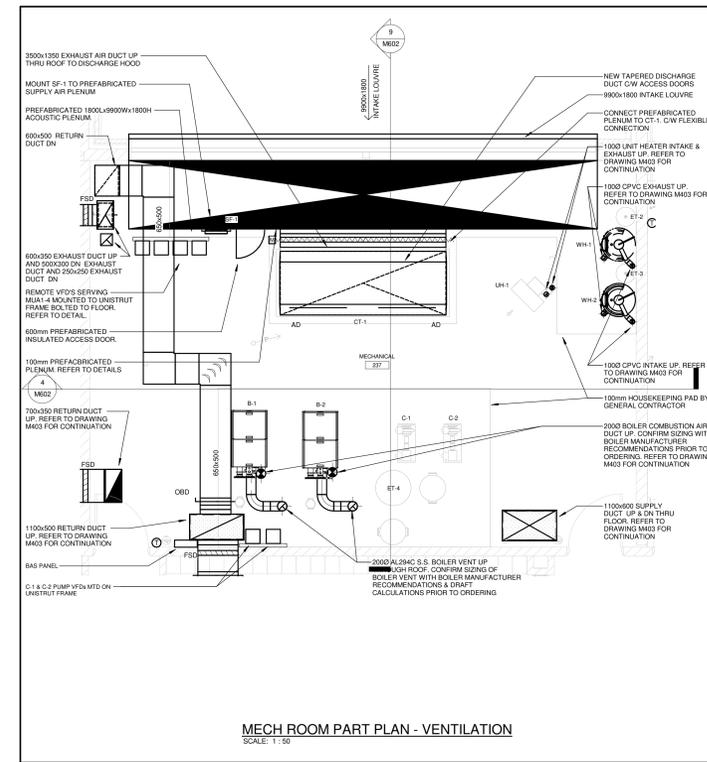 9
M602
9900x1800
INTAKE LOUVRE
3500x1350 EXHAUST AIR DUCT UP
THRU ROOF TO DISCHARGE HOOD
MOUNT SF-1 TO PREFABRICATED
SUPPLY AIR PLENUM
PREFABRICATED 1800Lx9900Wx1800H
ACOUSTIC PLENUM.
600x500 RETURN
DUCT DN
FSD
650x500
SF-1
600x350 EXHAUST DUCT UP
AND 500X300 DN EXHAUST
DUCT AND 250x250 EXHAUST
DUCT DN
REMOTE VFD'S SERVING
MUA1-4 MOUNTED TO UNISTRUT
FRAME BOLTED TO FLOOR.
REFER TO DETAIL.
600mm PREFABRICATED
INSULATED ACCESS DOOR.
100mm PREFACBRICATED
PLENUM. REFER TO DETAILS
4
M602
700x350 RETURN DUCT
UP. REFER TO DRAWING
M403 FOR CONTINUATION
FSD
OBD
1100x500 RETURN DUCT
UP. REFER TO DRAWING
M403 FOR CONTINUATION
T
BAS PANEL
FSD
C-1 & C-2 PUMP VFDs MTD ON
UNISTRUT FRAME
650x500
B-1
B-2
AD
CT-1
AD
MECHANICAL
237
C-1
C-2
ET-4
UH-1
WH-1
WH-2
ET-2
ET-3
T
NEW TAPERED DISCHARGE
DUCT C/W ACCESS DOORS
9900x1800 INTAKE LOUVRE
CONNECT PREFABRICATED
PLENUM TO CT-1. C/W FLEXIBLE
CONNECTION
100Ø UNIT HEATER INTAKE &
EXHAUST UP. REFER TO
DRAWING M403 FOR
CONTINUATION
100Ø CPVC EXHAUST UP.
REFER TO DRAWING M403 FOR
CONTINUATION
100Ø CPVC INTAKE UP. REFER
TO DRAWING M403 FOR
CONTINUATION
100mm HOUSEKEEPING PAD BY
GENERAL CONTRACTOR
200Ø BOILER COMBUSTION AIR
DUCT UP. CONFIRM SIZING WIT
BOILER MANUFACTURER
RECOMMENDATIONS PRIOR TO
ORDERING. REFER TO DRAWIN
M403 FOR CONTINUATION
1100x600 SUPPLY
DUCT UP & DN THRU
FLOOR. REFER TO
DRAWING M403 FOR
CONTINUATION
200Ø AL294C S.S. BOILER VENT UP
UGH ROOF. CONFIRM SIZING OF
BOILER VENT WITH BOILER MANUFACTURER
RECOMMENDATIONS & DRAFT
CALCULATIONS PRIOR TO ORDERING
MECH ROOM PART PLAN - VENTILATION
SCALE: 1 : 50